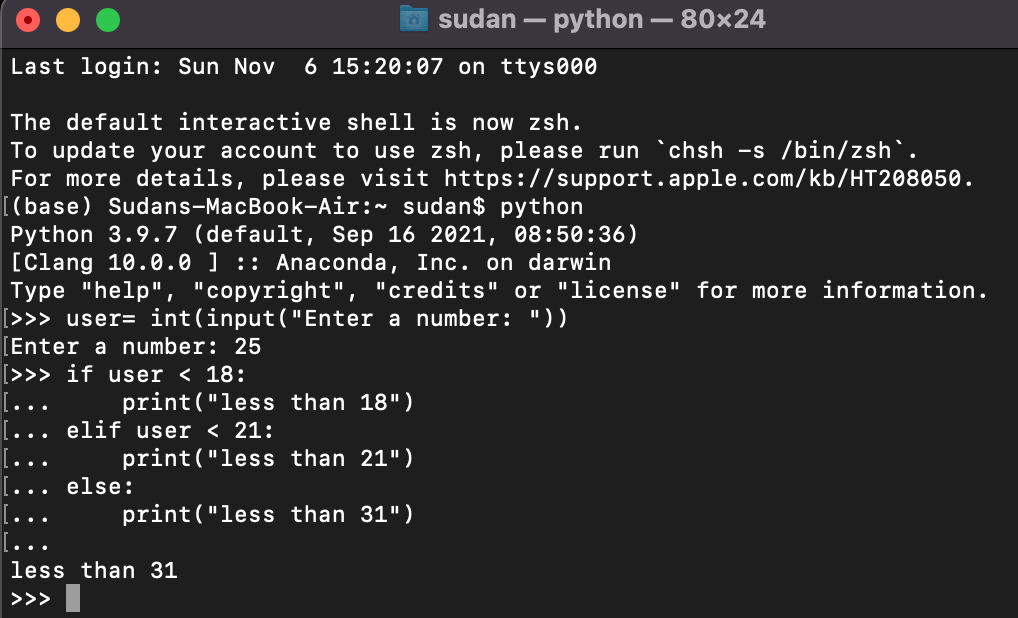 sudan — python — 80×24
Last login: Sun Nov  6 15:20:07 on ttys000

The default interactive shell is now zsh.
To update your account to use zsh, please run `chsh -s /bin/zsh`.
For more details, please visit https://support.apple.com/kb/HT208050.
[(base) Sudans-MacBook-Air:~ sudan$ python
Python 3.9.7 (default, Sep 16 2021, 08:50:36)
[Clang 10.0.0 ] :: Anaconda, Inc. on darwin
Type "help", "copyright", "credits" or "license" for more information.
[>>> user= int(input("Enter a number: "))
[Enter a number: 25
[>>> if user < 18:
[...     print("less than 18")
[... elif user < 21:
[...     print("less than 21")
[... else:
[...     print("less than 31")
[...
less than 31
>>>